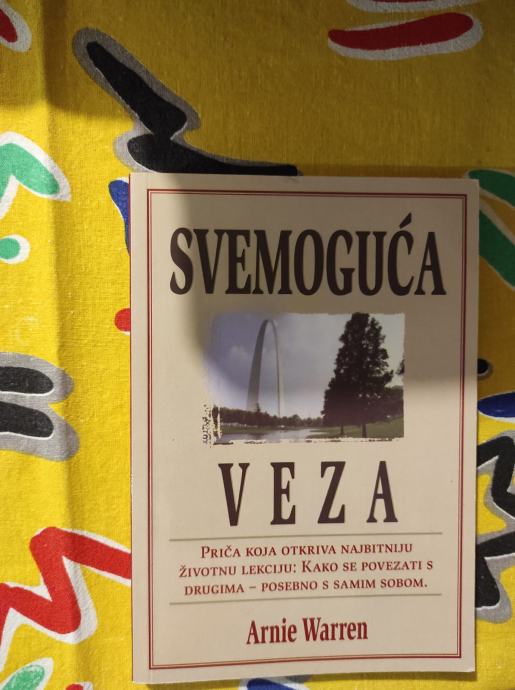 SVEMOGUĆA
VEZA
PRIČA KOJA OTKRIVA NAJBITNIJU
ŽIVOTNU LEKCIJU: KAKO SE POVEZATI S
DRUGIMA – POSEBNO S SAMIM SOBOM.
Arnie Warren